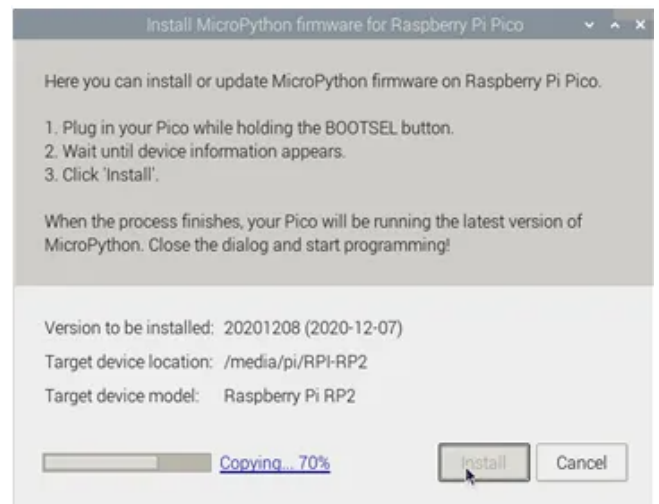 Install MicroPython firmware for Raspberry Pi Pico
Here you can install or update MicroPython firmware on Raspberry Pi Pico.
1. Plug in your Pico while holding the BOOTSEL button.
2. Wait until device information appears.
3. Click 'Install'.
When the process finishes, your Pico will be running the latest version of
MicroPython. Close the dialog and start programming!
Version to be installed: 20201208 (2020-12-07)
Target device location: /media/pi/RPI-RP2
Target device model: Raspberry Pi RP2
Copying... 70% Install Cancel